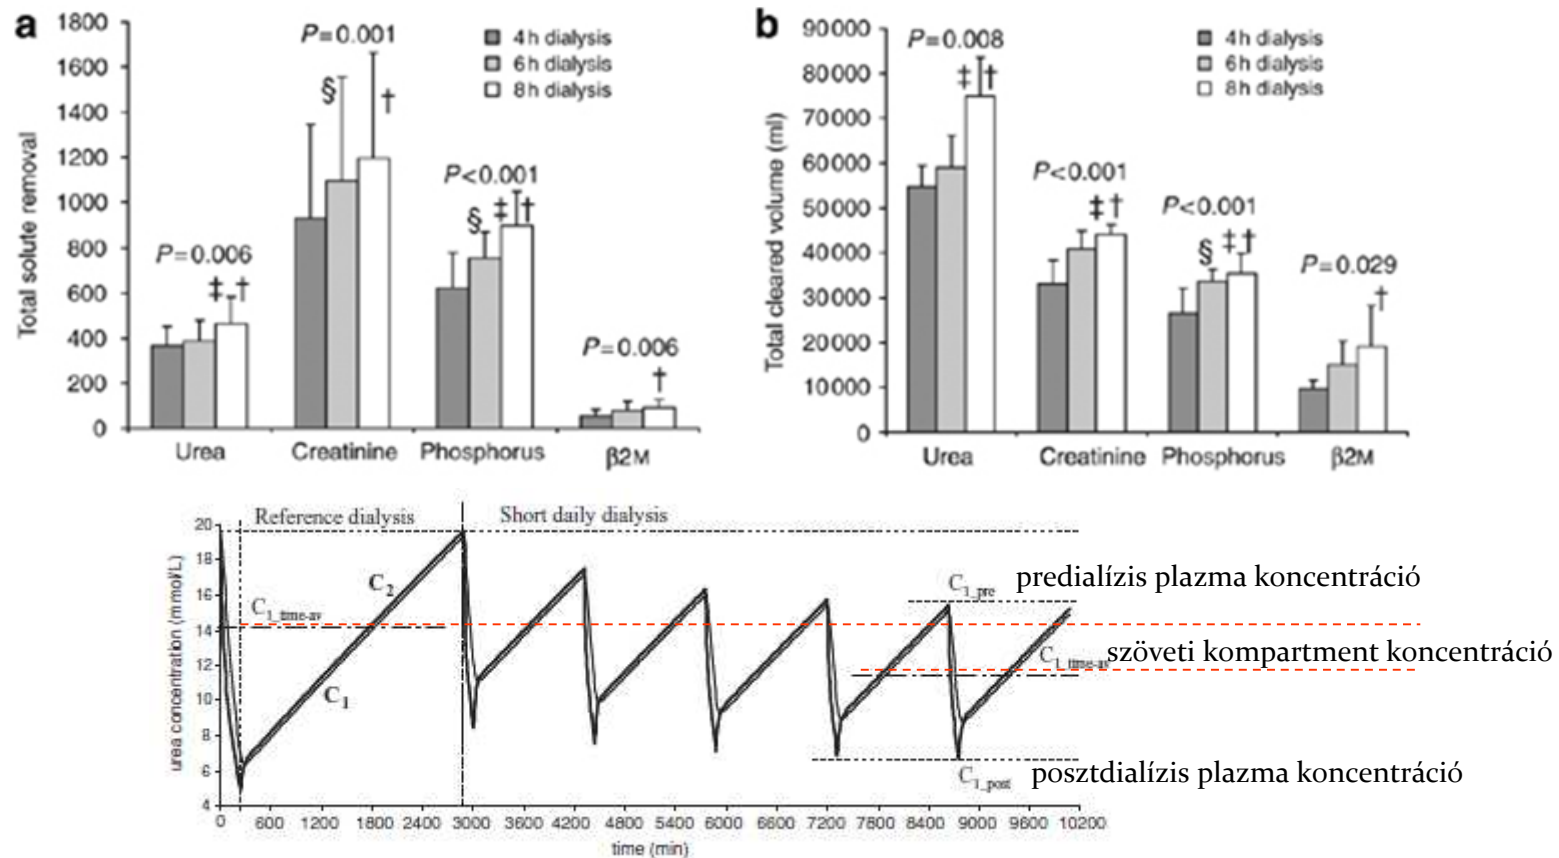 a
1800
1600
1400
1200
1000
800
600
400
200
0
Total solute removal
4h dialysis
6h dialysis
8h dialysis
P=0.006
‡ †
P=0.001
§
†
P<0.001
§
‡ †
P=0.006
†
Urea
Creatinine
Phosphorus
β2M
b
90000
80000
70000
60000
50000
40000
30000
20000
10000
0
Total cleared volume (ml)
4h dialysis
6h dialysis
8h dialysis
P=0.008
‡ †
P<0.001
‡ †
P<0.001
§
‡ †
P=0.029
†
Urea
Creatinine
Phosphorus
β2M
Reference dialysis
Short daily dialysis
20
18
16
14
12
10
8
6
4
urea concentration (mmol/L)
C1_time-av
C2
C1
C1_pre
predialízis plazma koncentráció
C1_time-av
szöveti kompartment koncentráció
C1_post
posztdialízis plazma koncentráció
0 600 1200 1800 2400 3000 3600 4200 4800 5400 6000 6600 7200 7800 8400 9000 9600 10200
time (min)